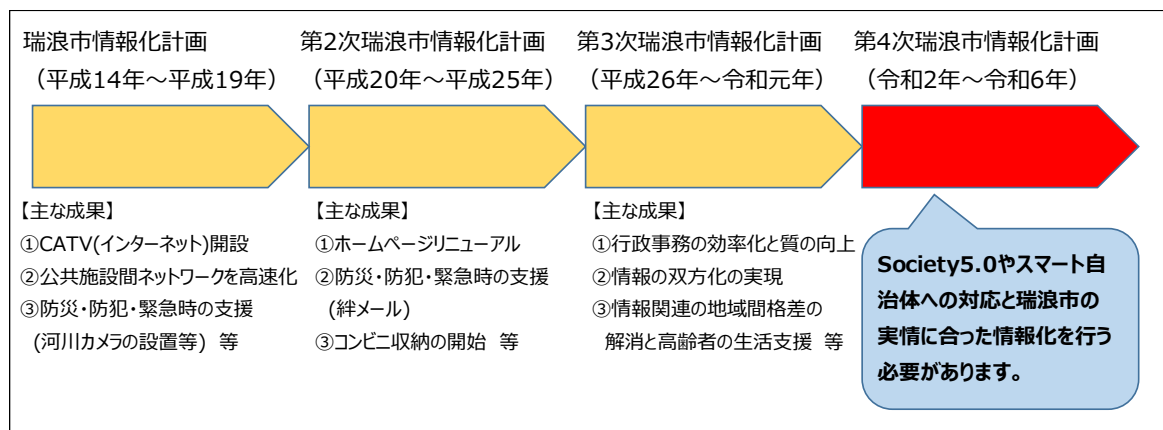 瑞浪市情報化計画
（平成14年～平成19年）
第2次瑞浪市情報化計画
（平成20年～平成25年）
第3次瑞浪市情報化計画
（平成26年～令和元年）
第4次瑞浪市情報化計画
（令和2年～令和6年）
【主な成果】
①CATV(インターネット)開設
②公共施設間ネットワークを高速化
③防災・防犯・緊急時の支援
(河川カメラの設置等) 等
【主な成果】
①ホームページリニューアル
②防災・防犯・緊急時の支援
(絆メール)
③コンビニ収納の開始 等
【主な成果】
①行政事務の効率化と質の向上
②情報の双方化の実現
③情報関連の地域間格差の
解消と高齢者の生活支援 等
Society5.0やスマート自
治体への対応と瑞浪市の
実情に合った情報化を行う
必要があります。